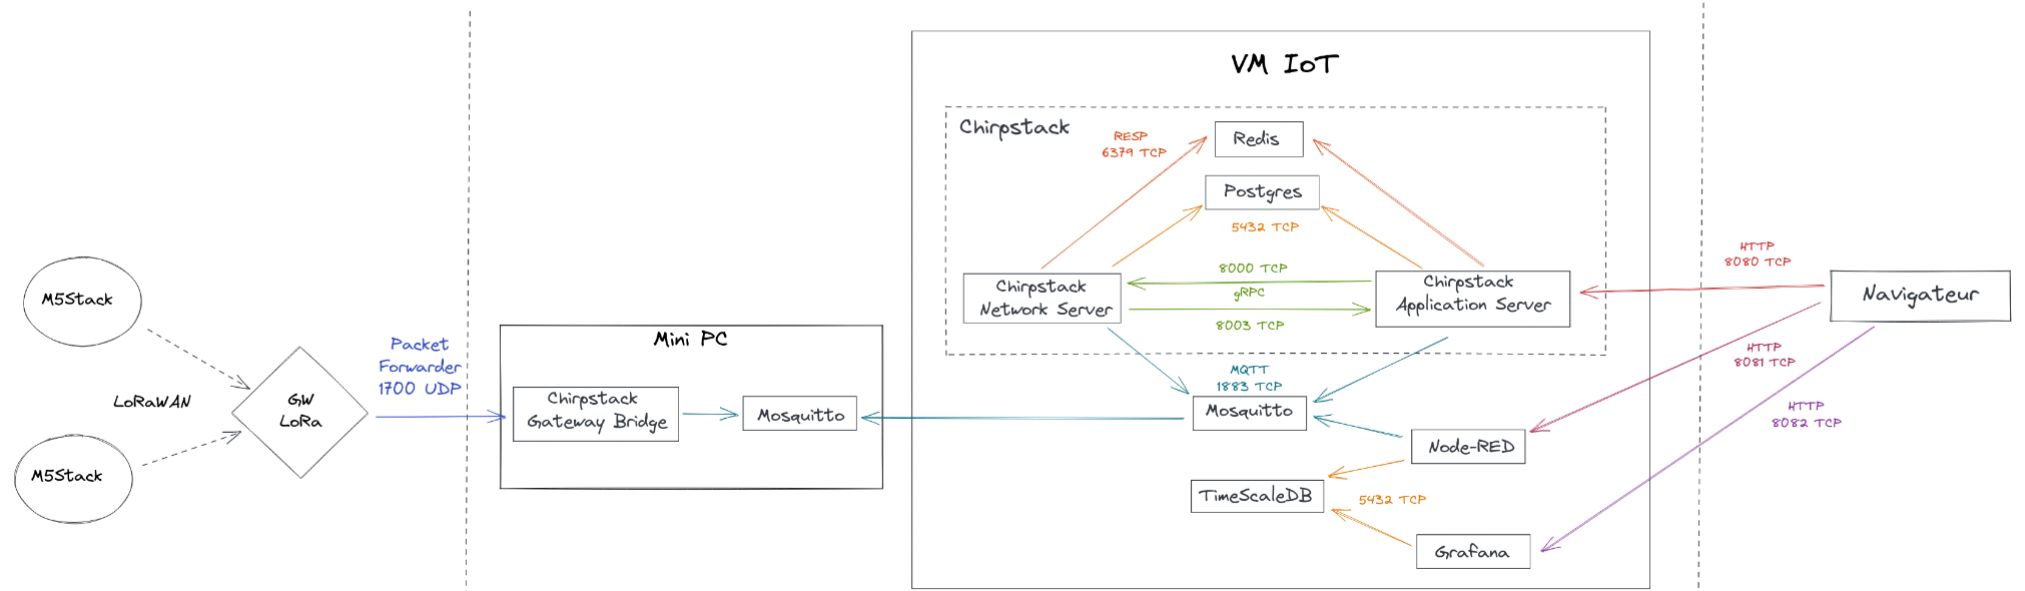 M5Stack
M5Stack
LoRaWAN
GW
LoRa
Packet
Forwarder
1700 UDP
Mini PC
Chirpstack
Gateway Bridge
Mosquitto
VM IoT
Chirpstack
RESP
6379 TCP
Redis
Postgres
5432 TCP
Chirpstack
Network Server
8000 TCP
gRPC
8003 TCP
Chirpstack
Application Server
MQTT
1883 TCP
Mosquitto
Node-RED
TimeScaleDB
5432 TCP
Grafana
HTTP
8080 TCP
Navigateur
HTTP
8081 TCP
HTTP
8082 TCP